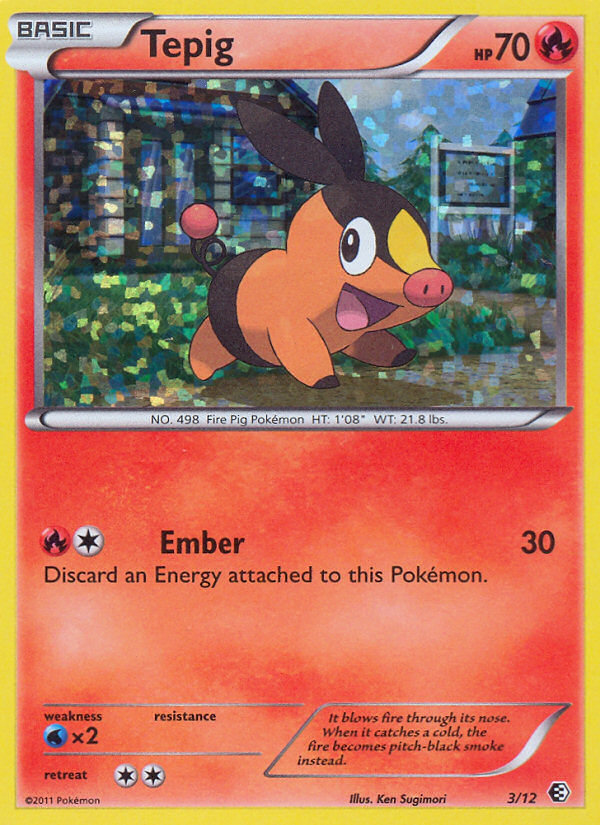 BASIC
Tepig
HP 70
NO. 498 Fire Pig Pokémon HT: 1'08" WT: 21.8 lbs.
Ember 30
Discard an Energy attached to this Pokémon.
weakness resistance
×2
It blows fire through its nose.
When it catches a cold, the
fire becomes pitch-black smoke
instead.
retreat
©2011 Pokémon Illus. Ken Sugimori 3/12